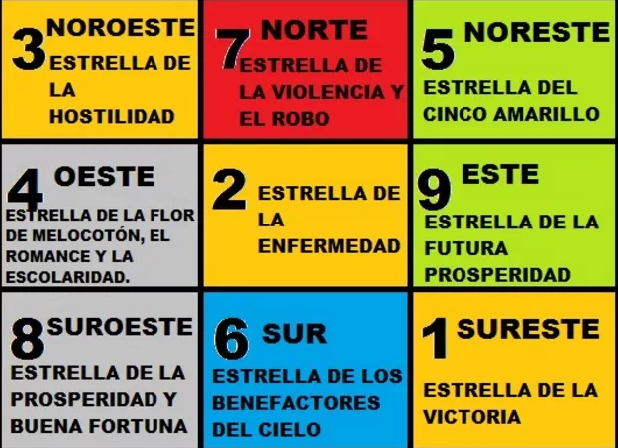 3 NOROESTE
ESTRELLA DE
LA
HOSTILIDAD
7 NORTE
ESTRELLA DE
LA VIOLENCIA Y
EL ROBO
5 NORESTE
ESTRELLA DEL
CINCO AMARILLO
4 OESTE
ESTRELLA DE LA FLOR
DE MELOCOTÓN, EL
ROMANCE Y LA
ESCOLARIDAD.
2 ESTRELLA DE
LA
ENFERMEDAD
9 ESTE
ESTRELLA DE LA
FUTURA
PROSPERIDAD
8 SUROESTE
ESTRELLA DE LA
PROSPERIDAD Y
BUENA FORTUNA
6 SUR
ESTRELLA DE LOS
BENEFACTORES
DEL CIELO
1 SURESTE
ESTRELLA DE LA
VICTORIA